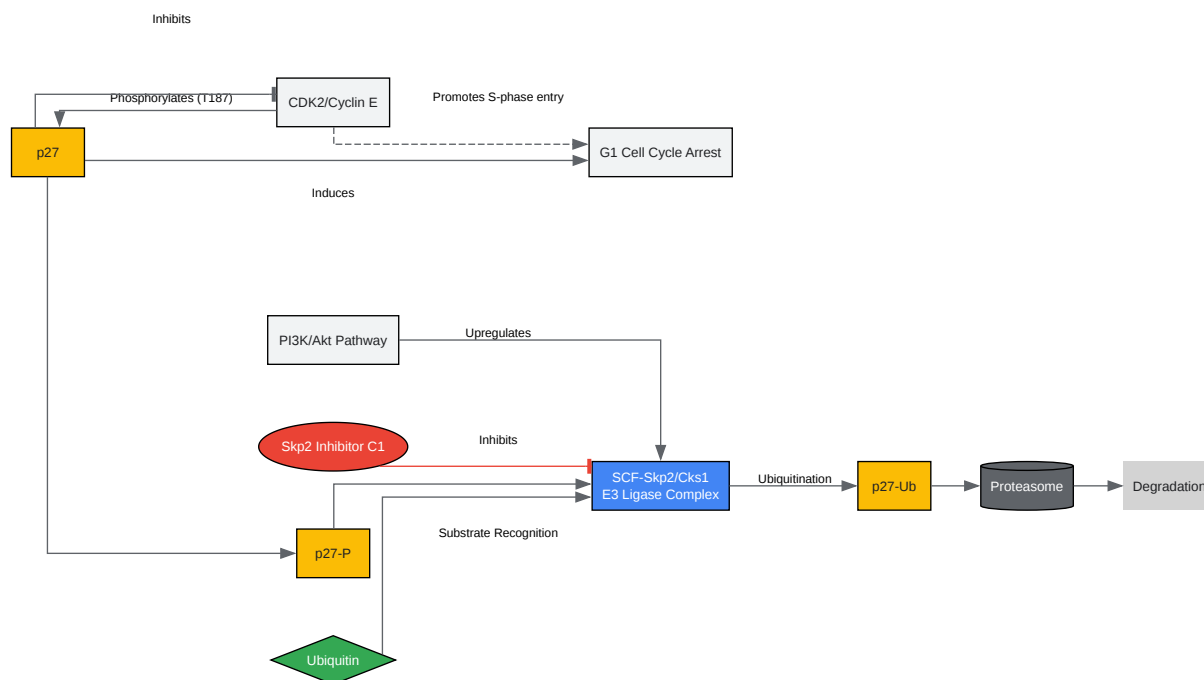 Inhibits
CDK2/Cyclin E
Phosphorylates (T187)
Promotes S-phase entry
p27
G1 Cell Cycle Arrest
Induces
PI3K/Akt Pathway
Upregulates
Skp2 Inhibitor C1
Inhibits
SCF-Skp2/Cks1
E3 Ligase Complex
Ubiquitination
p27-Ub
Proteasome
Degradation
Substrate Recognition
p27-P
Ubiquitin